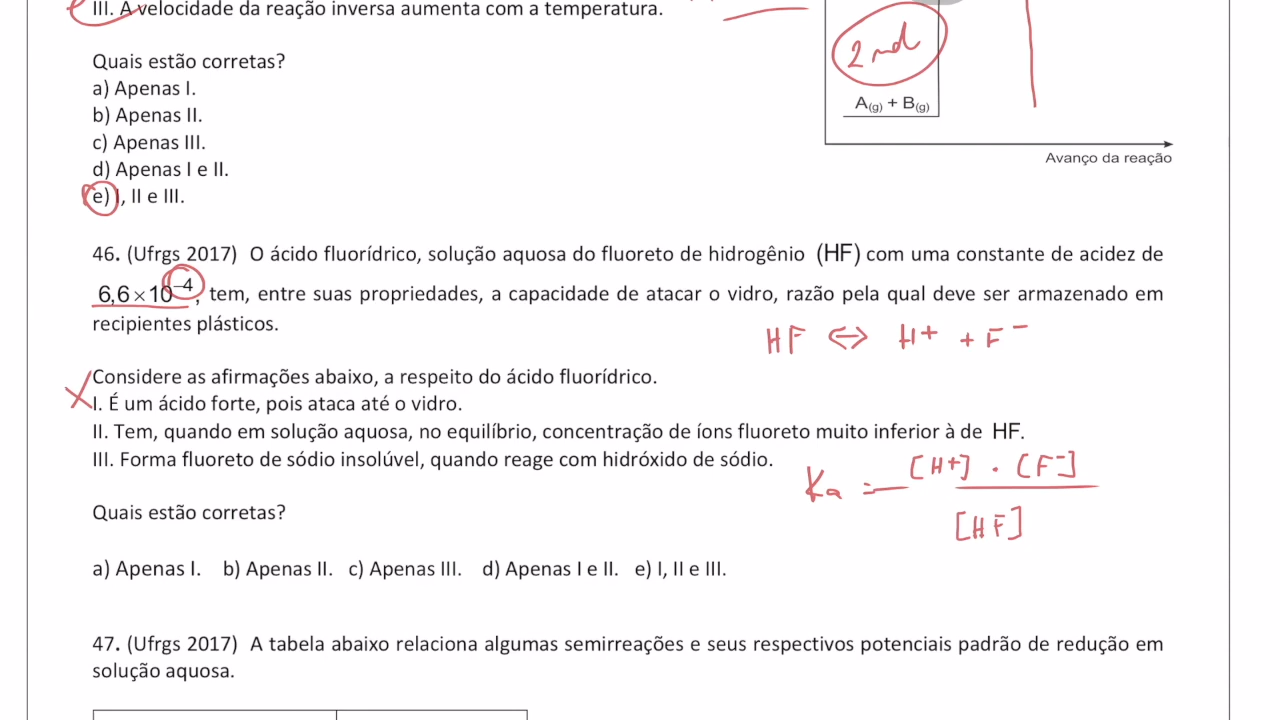 III. A velocidade da reação inversa aumenta com a temperatura.
Quais estão corretas?
a) Apenas I.
b) Apenas II.
c) Apenas III.
d) Apenas I e II.
e) I, II e III.
2 mol
A(g) + B(g)
Avanço da reação
46. (Ufrgs 2017) O ácido fluorídrico, solução aquosa do fluoreto de hidrogênio (HF) com uma constante de acidez de
6,6 × 10⁻⁴, tem, entre suas propriedades, a capacidade de atacar o vidro, razão pela qual deve ser armazenado em
recipientes plásticos.
HF ⇔ H+ + F⁻
Considere as afirmações abaixo, a respeito do ácido fluorídrico.
I. É um ácido forte, pois ataca até o vidro.
II. Tem, quando em solução aquosa, no equilíbrio, concentração de íons fluoreto muito inferior à de HF.
III. Forma fluoreto de sódio insolúvel, quando reage com hidróxido de sódio.
Ka = [H+] . [F⁻]
[HF]
Quais estão corretas?
a) Apenas I. b) Apenas II. c) Apenas III. d) Apenas I e II. e) I, II e III.
47. (Ufrgs 2017) A tabela abaixo relaciona algumas semirreações e seus respectivos potenciais padrão de redução em
solução aquosa.